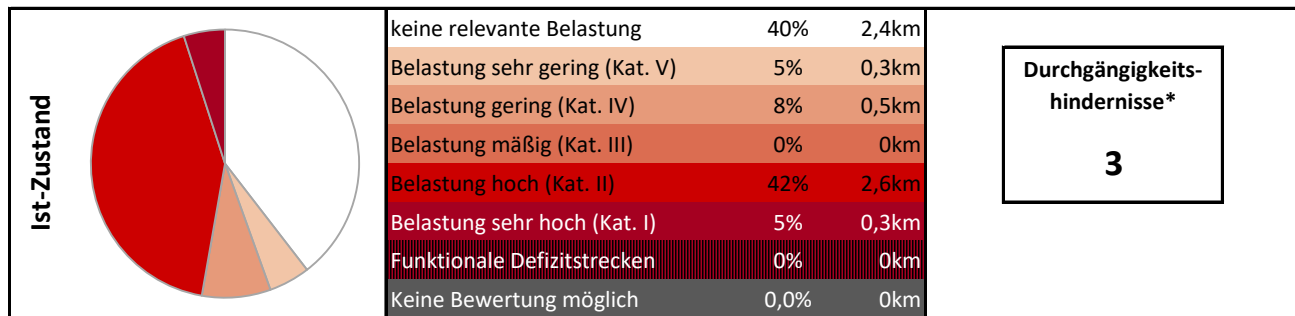 Ist-Zustand
keine relevante Belastung 40% 2,4km
Belastung sehr gering (Kat. V) 5% 0,3km
Belastung gering (Kat. IV) 8% 0,5km
Belastung mäßig (Kat. III) 0% 0km
Belastung hoch (Kat. II) 42% 2,6km
Belastung sehr hoch (Kat. I) 5% 0,3km
Funktionale Defizitstrecken 0% 0km
Keine Bewertung möglich 0,0% 0km
Durchgängigkeits-
hindernisse*
3